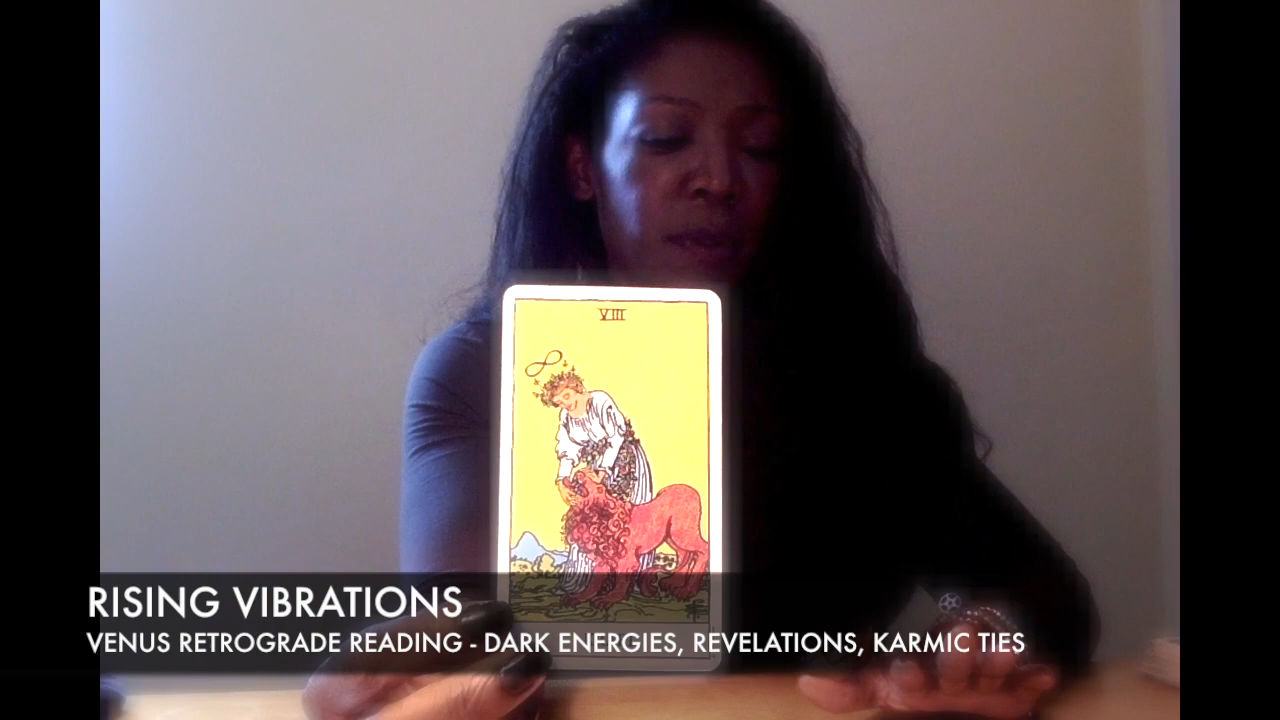 VIII
RISING VIBRATIONS
VENUS RETROGRADE READING - DARK ENERGIES, REVELATIONS, KARMIC TIES